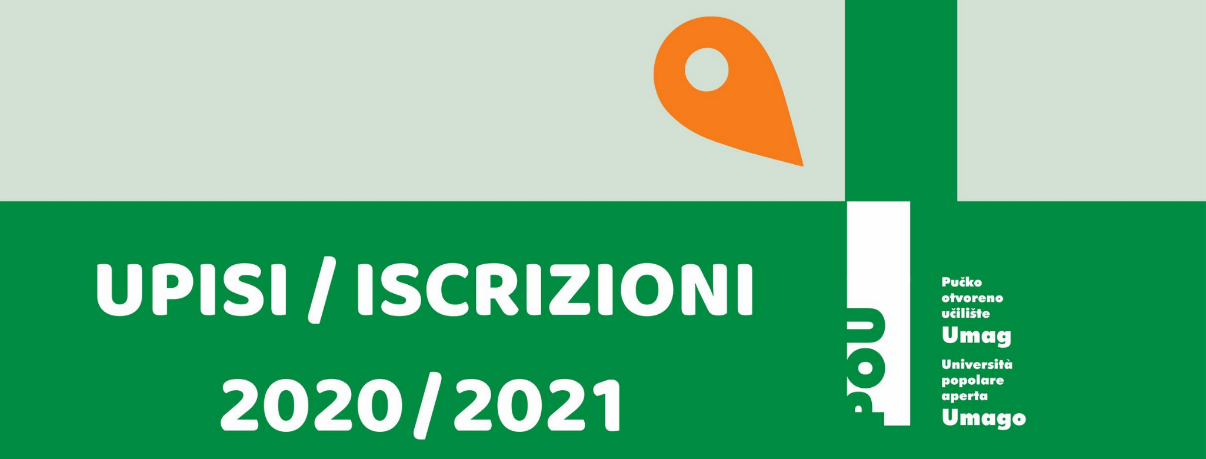 UPISI / ISCRIZIONI
2020/2021
POU
Pučko
otvoreno
učilište
Umag
Università
popolare
aperta
Umago